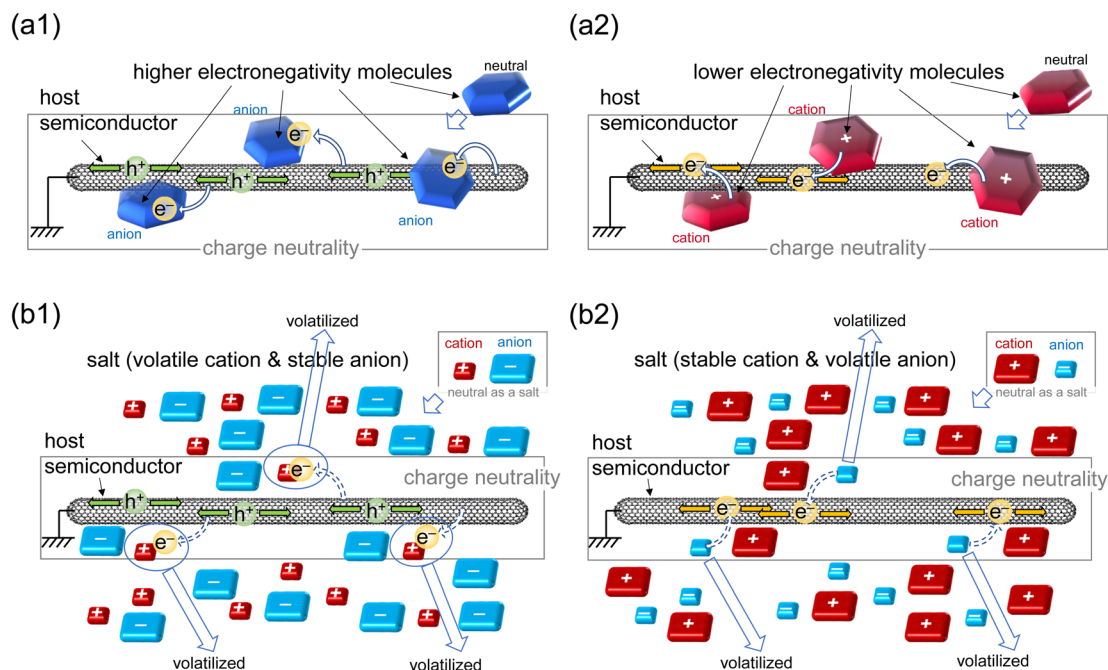 (a1)
higher electronegativity molecules
neutral
host
semiconductor
anion
e⁻
h⁺
h⁺
h⁺
e⁻
e⁻
anion
anion
charge neutrality
(a2)
lower electronegativity molecules
neutral
host
semiconductor
cation
+
e⁻
e⁻
e⁻
+
+
cation
cation
charge neutrality
(b1)
volatilized
salt (volatile cation & stable anion)
cation
anion
+
−
neutral as a salt
+
−
+
−
+
−
+
−
+
−
+
−
host
semiconductor
−
+
e⁻
charge neutrality
h⁺
h⁺
h⁺
−
+
e⁻
−
+
e⁻
−
−
+
−
+
+
−
+
−
+
−
+
−
volatilized
volatilized
(b2)
volatilized
salt (stable cation & volatile anion)
cation
anion
+
−
neutral as a salt
−
+
−
+
−
+
−
+
−
+
−
+
host
semiconductor
+
−
charge neutrality
e⁻
e⁻
e⁻
−
+
−
+
+
−
+
−
+
−
+
−
+
−
+
volatilized
volatilized